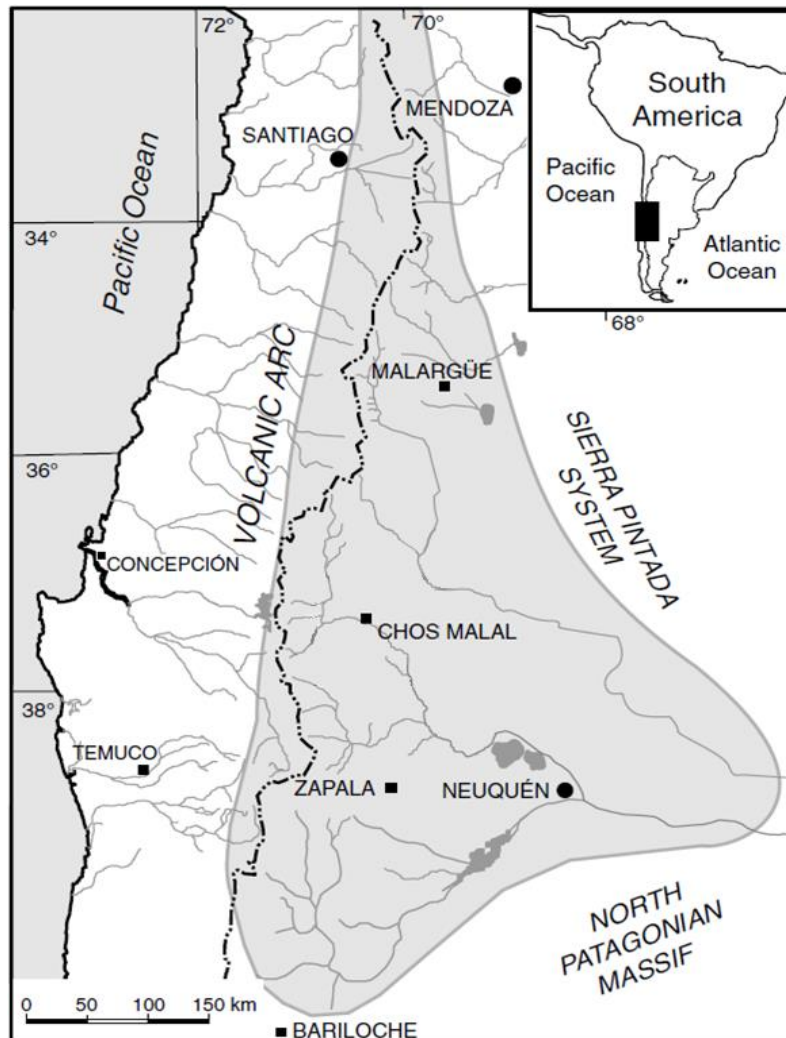 72°
70°
MENDOZA
SANTIAGO
South
America
Pacific
Ocean
Atlantic
Ocean
Pacific Ocean
34°
68°
MALARGÜE
VOLCANIC ARC
SIERRA PINTADA
SYSTEM
36°
CONCEPCIÓN
CHOS MALAL
38°
TEMUCO
ZAPALA
NEUQUÉN
NORTH
PATAGONIAN
MASSIF
0 50 100 150 km
BARILOCHE